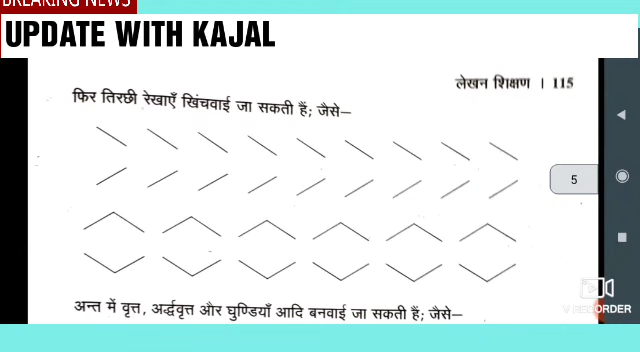 BREAKING NEWS
UPDATE WITH KAJAL
लेखन शिक्षण । 115
फिर तिरछी रेखाएँ खिंचवाई जा सकती हैं; जैसे—
5
अन्त में वृत्त, अर्द्धवृत्त और घुण्डियाँ आदि बनवाई जा सकती हैं; जैसे—
V RECORDER